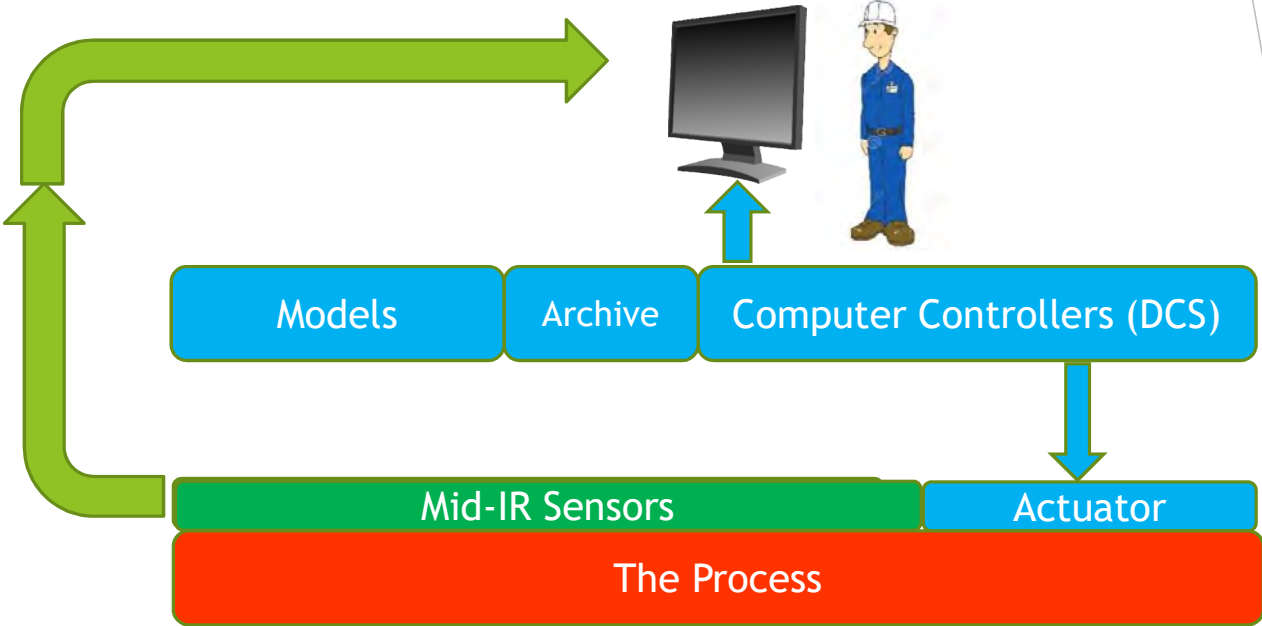 Models
Archive
Computer Controllers (DCS)
Mid-IR Sensors
Actuator
The Process